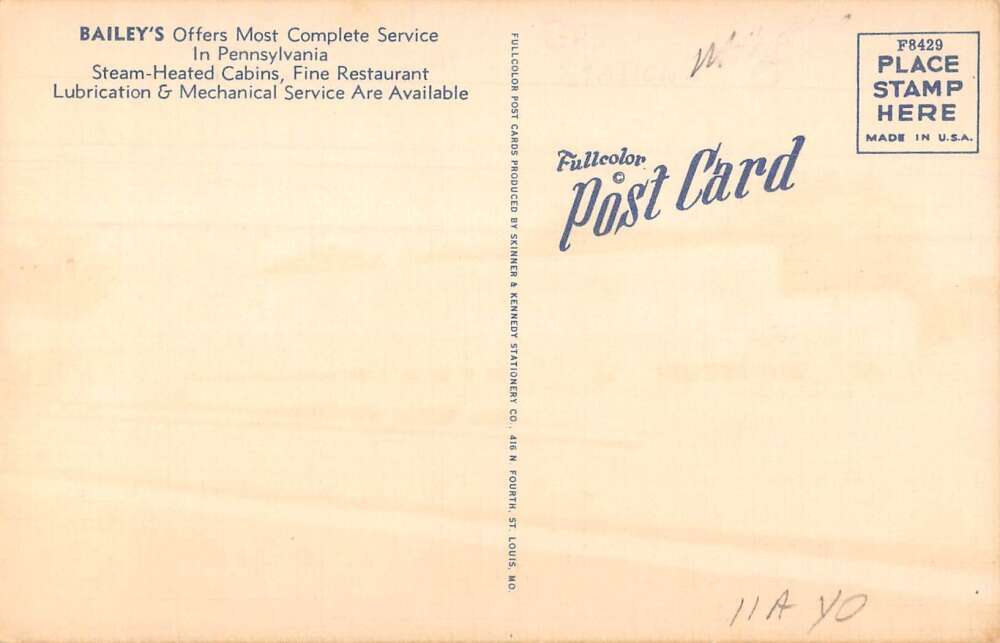 BAILEY'S Offers Most Complete Service
In Pennsylvania
Steam-Heated Cabins, Fine Restaurant
Lubrication & Mechanical Service Are Available
FULLCOLOR POST CARDS PRODUCED BY SKINNER & KENNEDY STATIONERY CO., 416 N. FOURTH, ST. LOUIS, MO.
Fullcolor
©
Post Card
F8429
PLACE
STAMP
HERE
MADE IN U.S.A.
11A YO